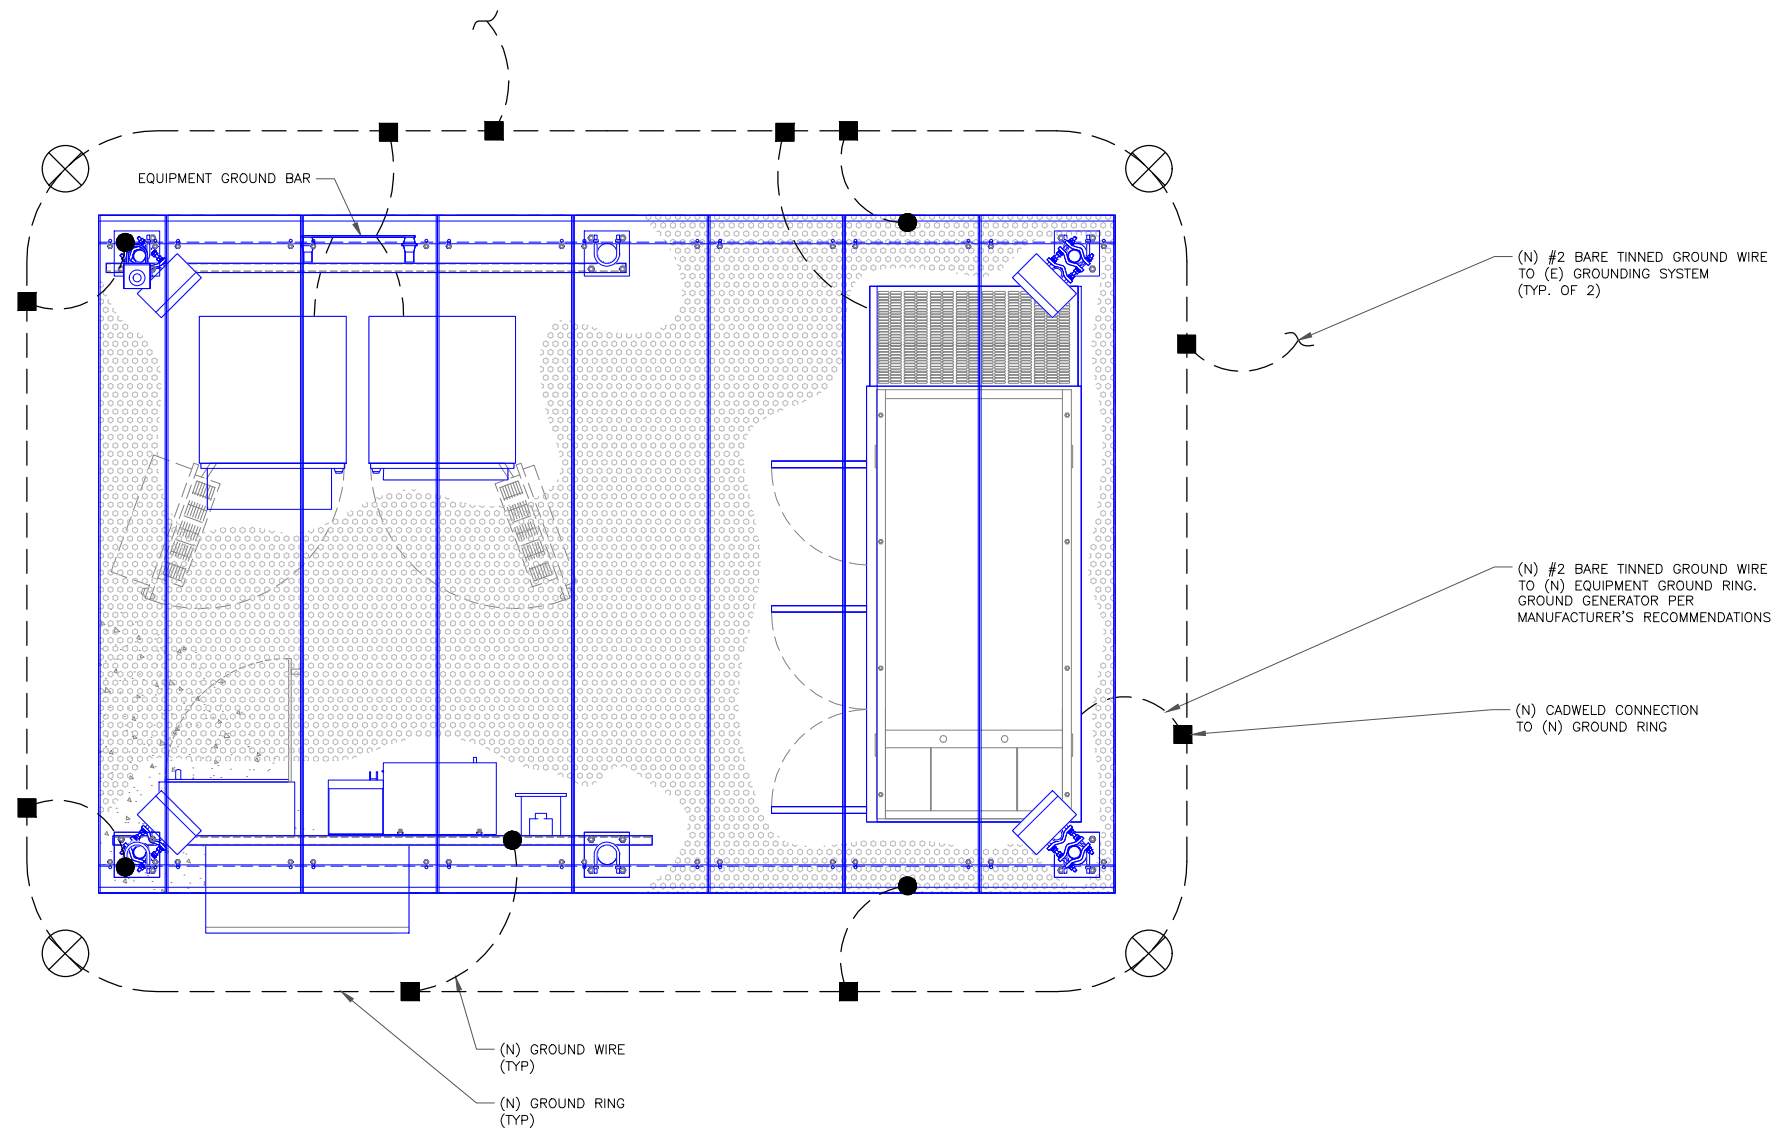 EQUIPMENT GROUND BAR
(N) #2 BARE TINNED GROUND WIRE
TO (E) GROUNDING SYSTEM
(TYP. OF 2)
(N) #2 BARE TINNED GROUND WIRE
TO (N) EQUIPMENT GROUND RING.
GROUND GENERATOR PER
MANUFACTURER'S RECOMMENDATIONS
(N) CADWELD CONNECTION
TO (N) GROUND RING
(N) GROUND WIRE
(TYP)
(N) GROUND RING
(TYP)